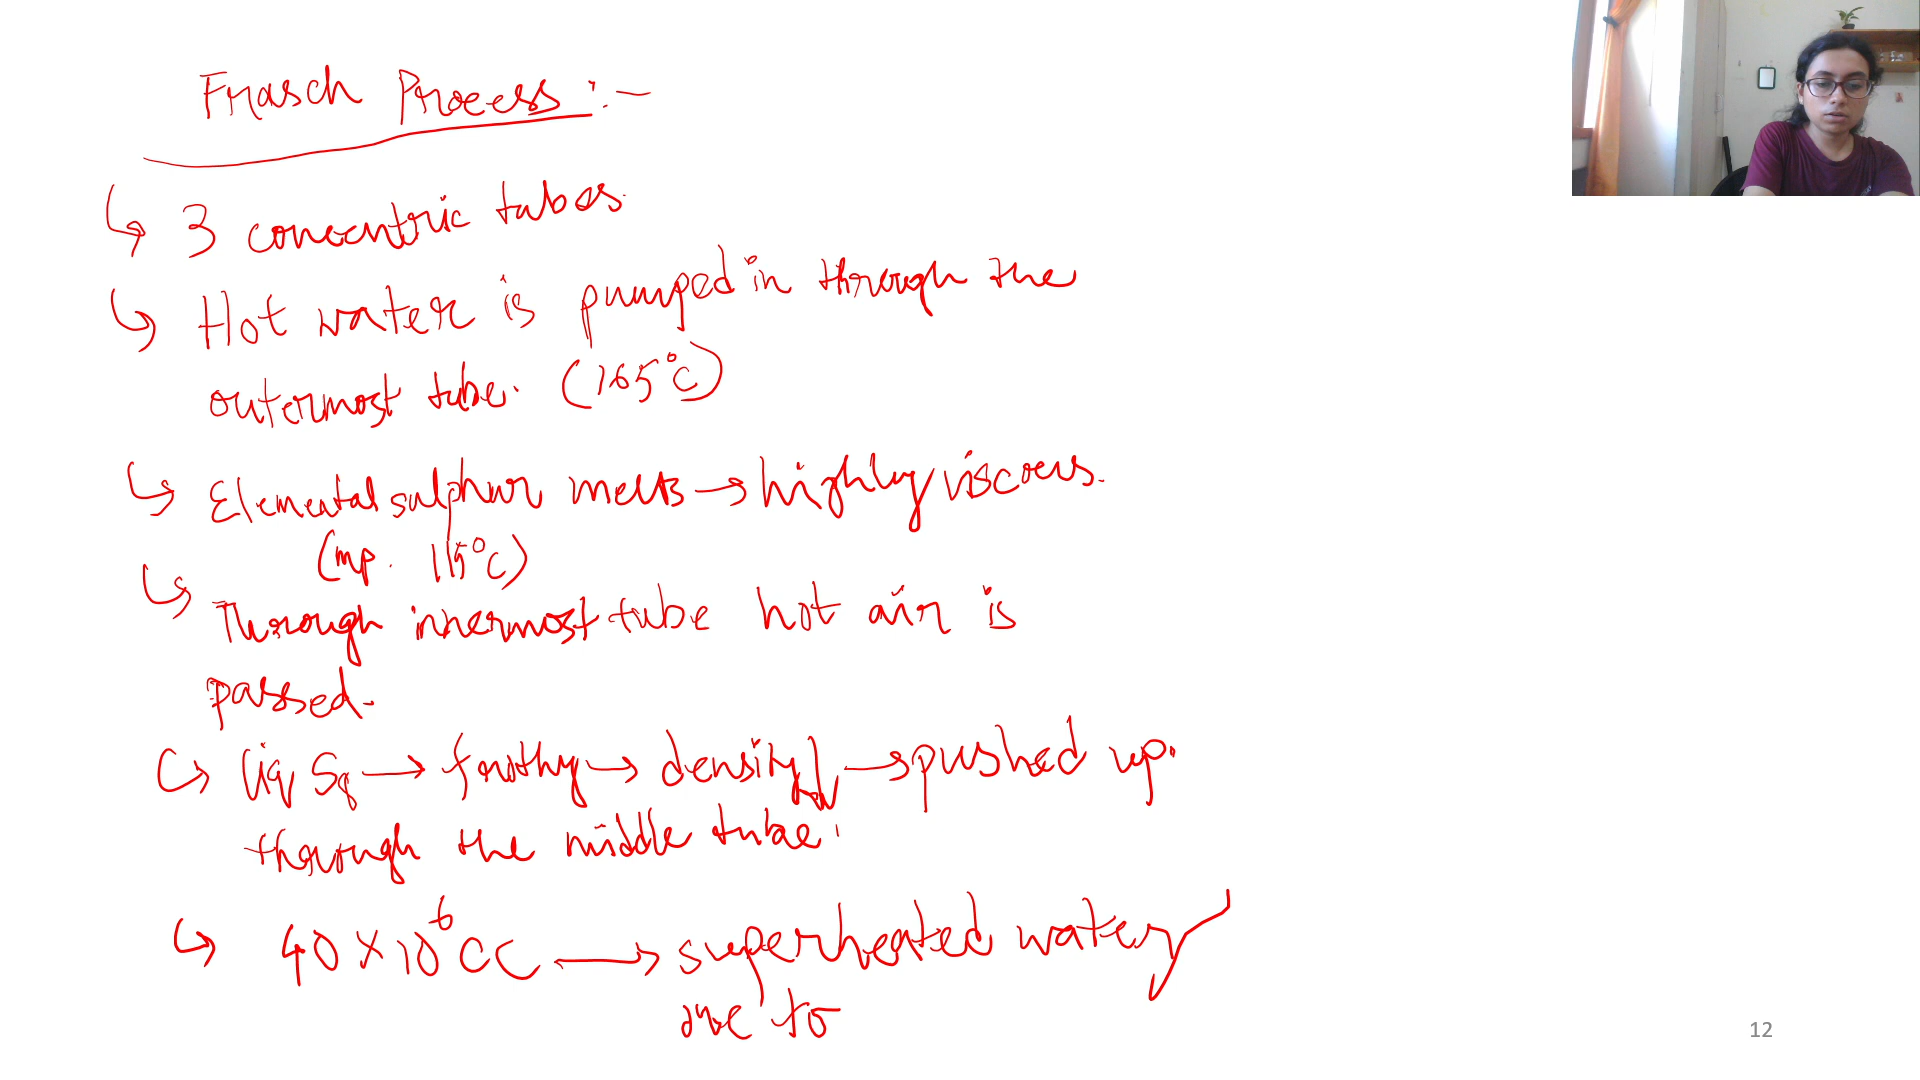 Frasch Process :-
↳ 3 concentric tubes.
↳ Hot water is pumped in through the
outermost tube. (165°C)
↳ Elemental sulphur melts → highly viscous.
(mp. 115°C)
↳ Through innermost tube hot air is
passed.
↳ liq S8 → frothy → density ↓ → pushed up.
through the middle tube.
↳ 40 × 10⁶ CC → superheated water
due to
12